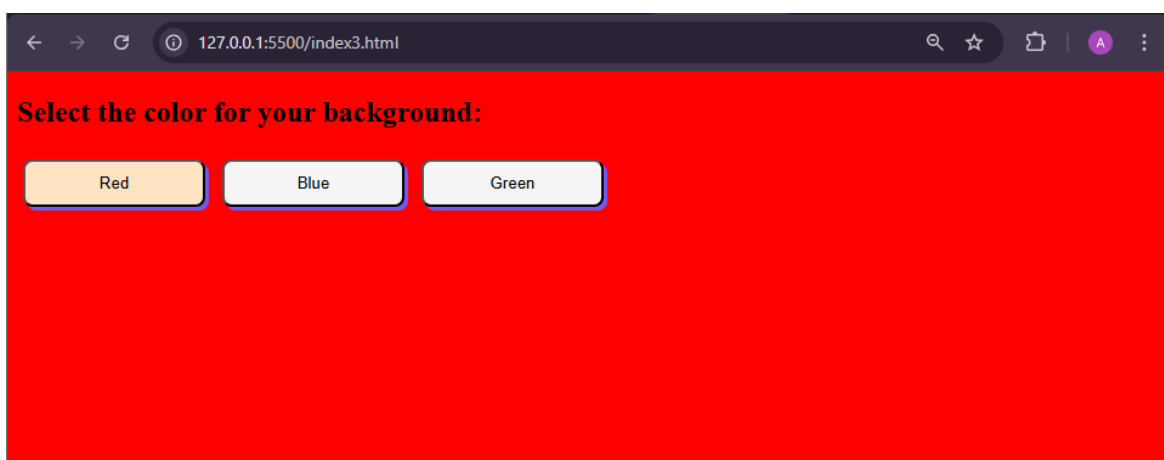 127.0.0.1:5500/index3.html
A
Select the color for your background:
Red Blue Green